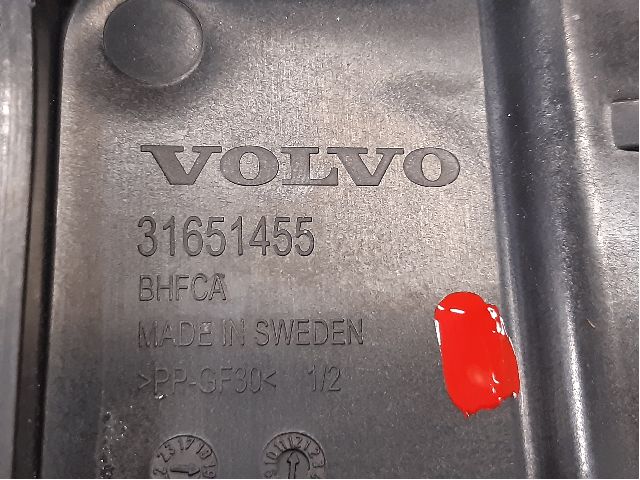 VOLVO
31651455
BHFCA
MADE IN SWEDEN
>PP-GF30< 1/2